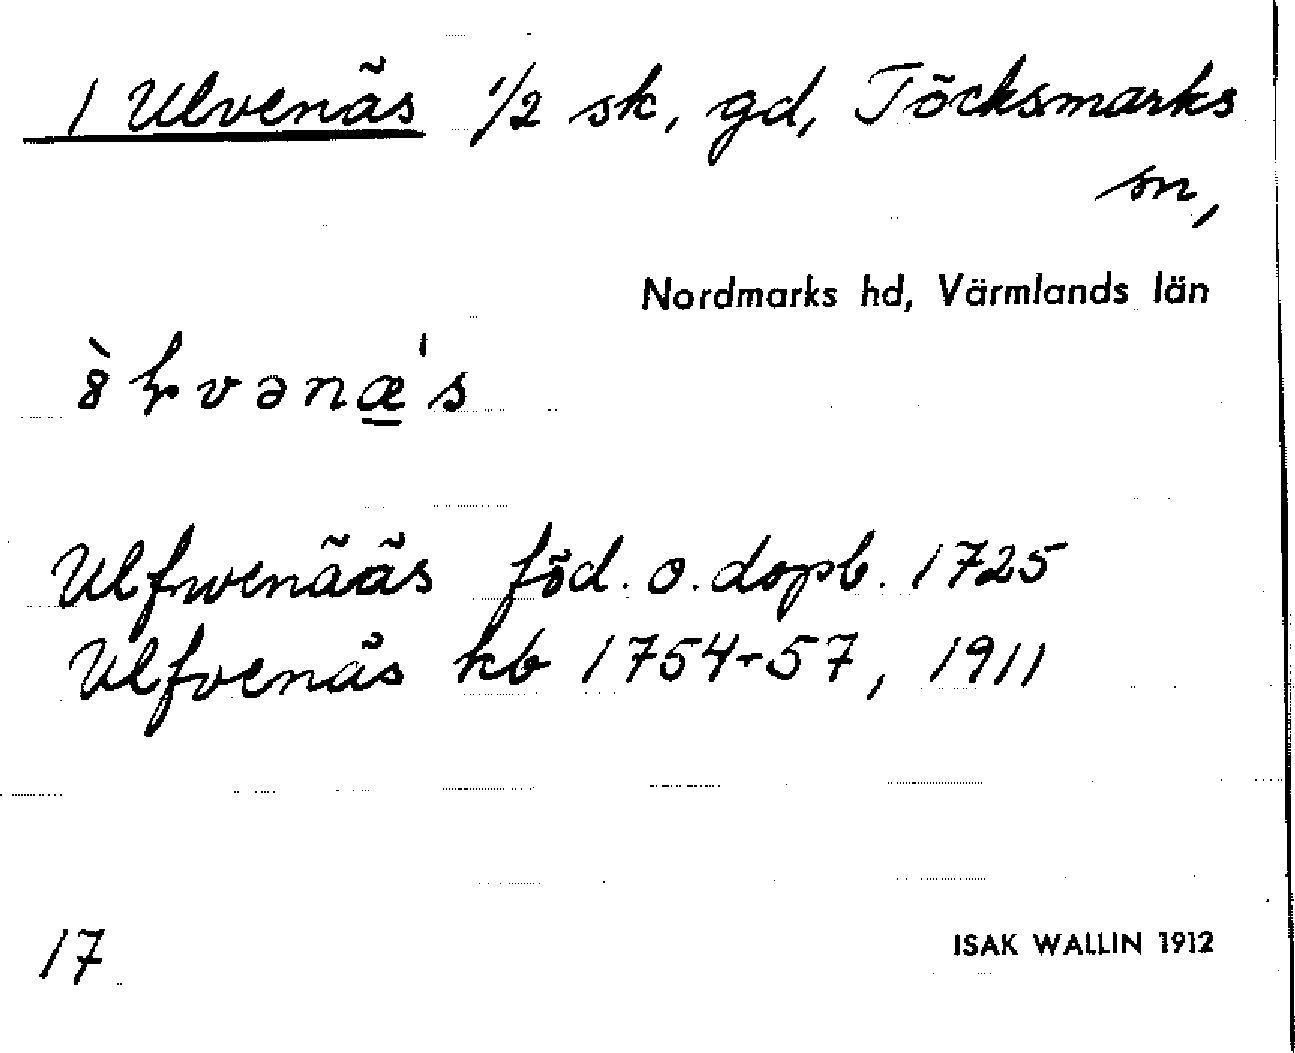 1 Ulvenäs 1/2 sk, gd, Töcksmarks
sn,
Nordmarks hd, Värmlands län
Ulfwenääs föd. o. dopb. 1725
Ulfvenäs kb 1754-57, 1911
17
ISAK WALLIN 1912